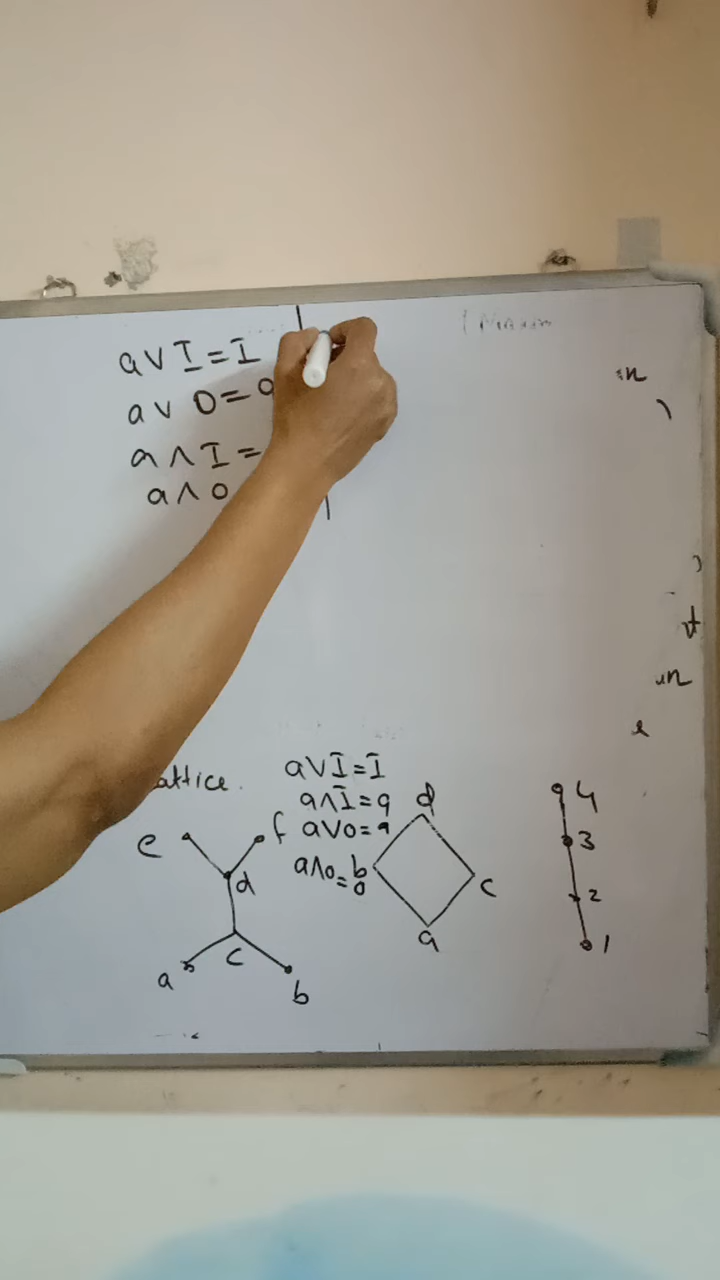 a ∨ I = I
a ∨ 0 = a
a ∧ I =
a ∧ 0
attice.
a ∨ I = I
a ∧ I = a
a ∨ 0 = a
a ∧ 0 = 0
e
f
d
c
a
b
d
b
c
a
4
3
2
1